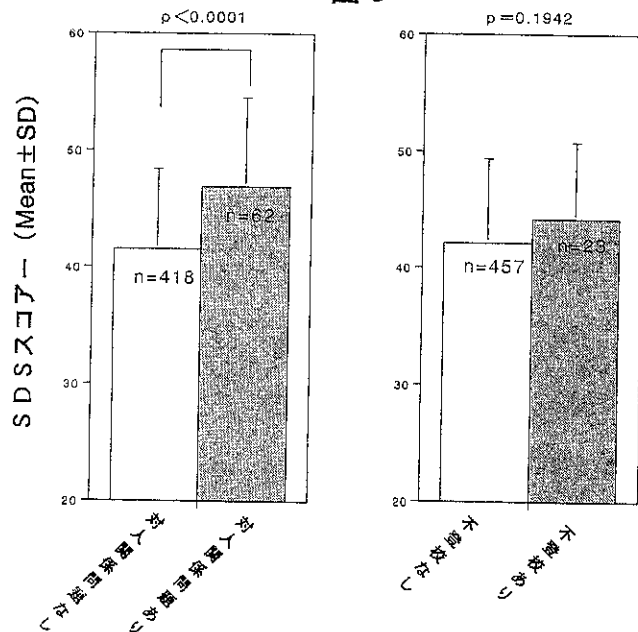 p<0.0001
p=0.1942
SDSスコアー (Mean±SD)
60
50
40
30
20
n=418
n=62
対人関係問題なし
対人関係問題あり
60
50
40
30
20
n=457
n=23
不登校なし
不登校あり